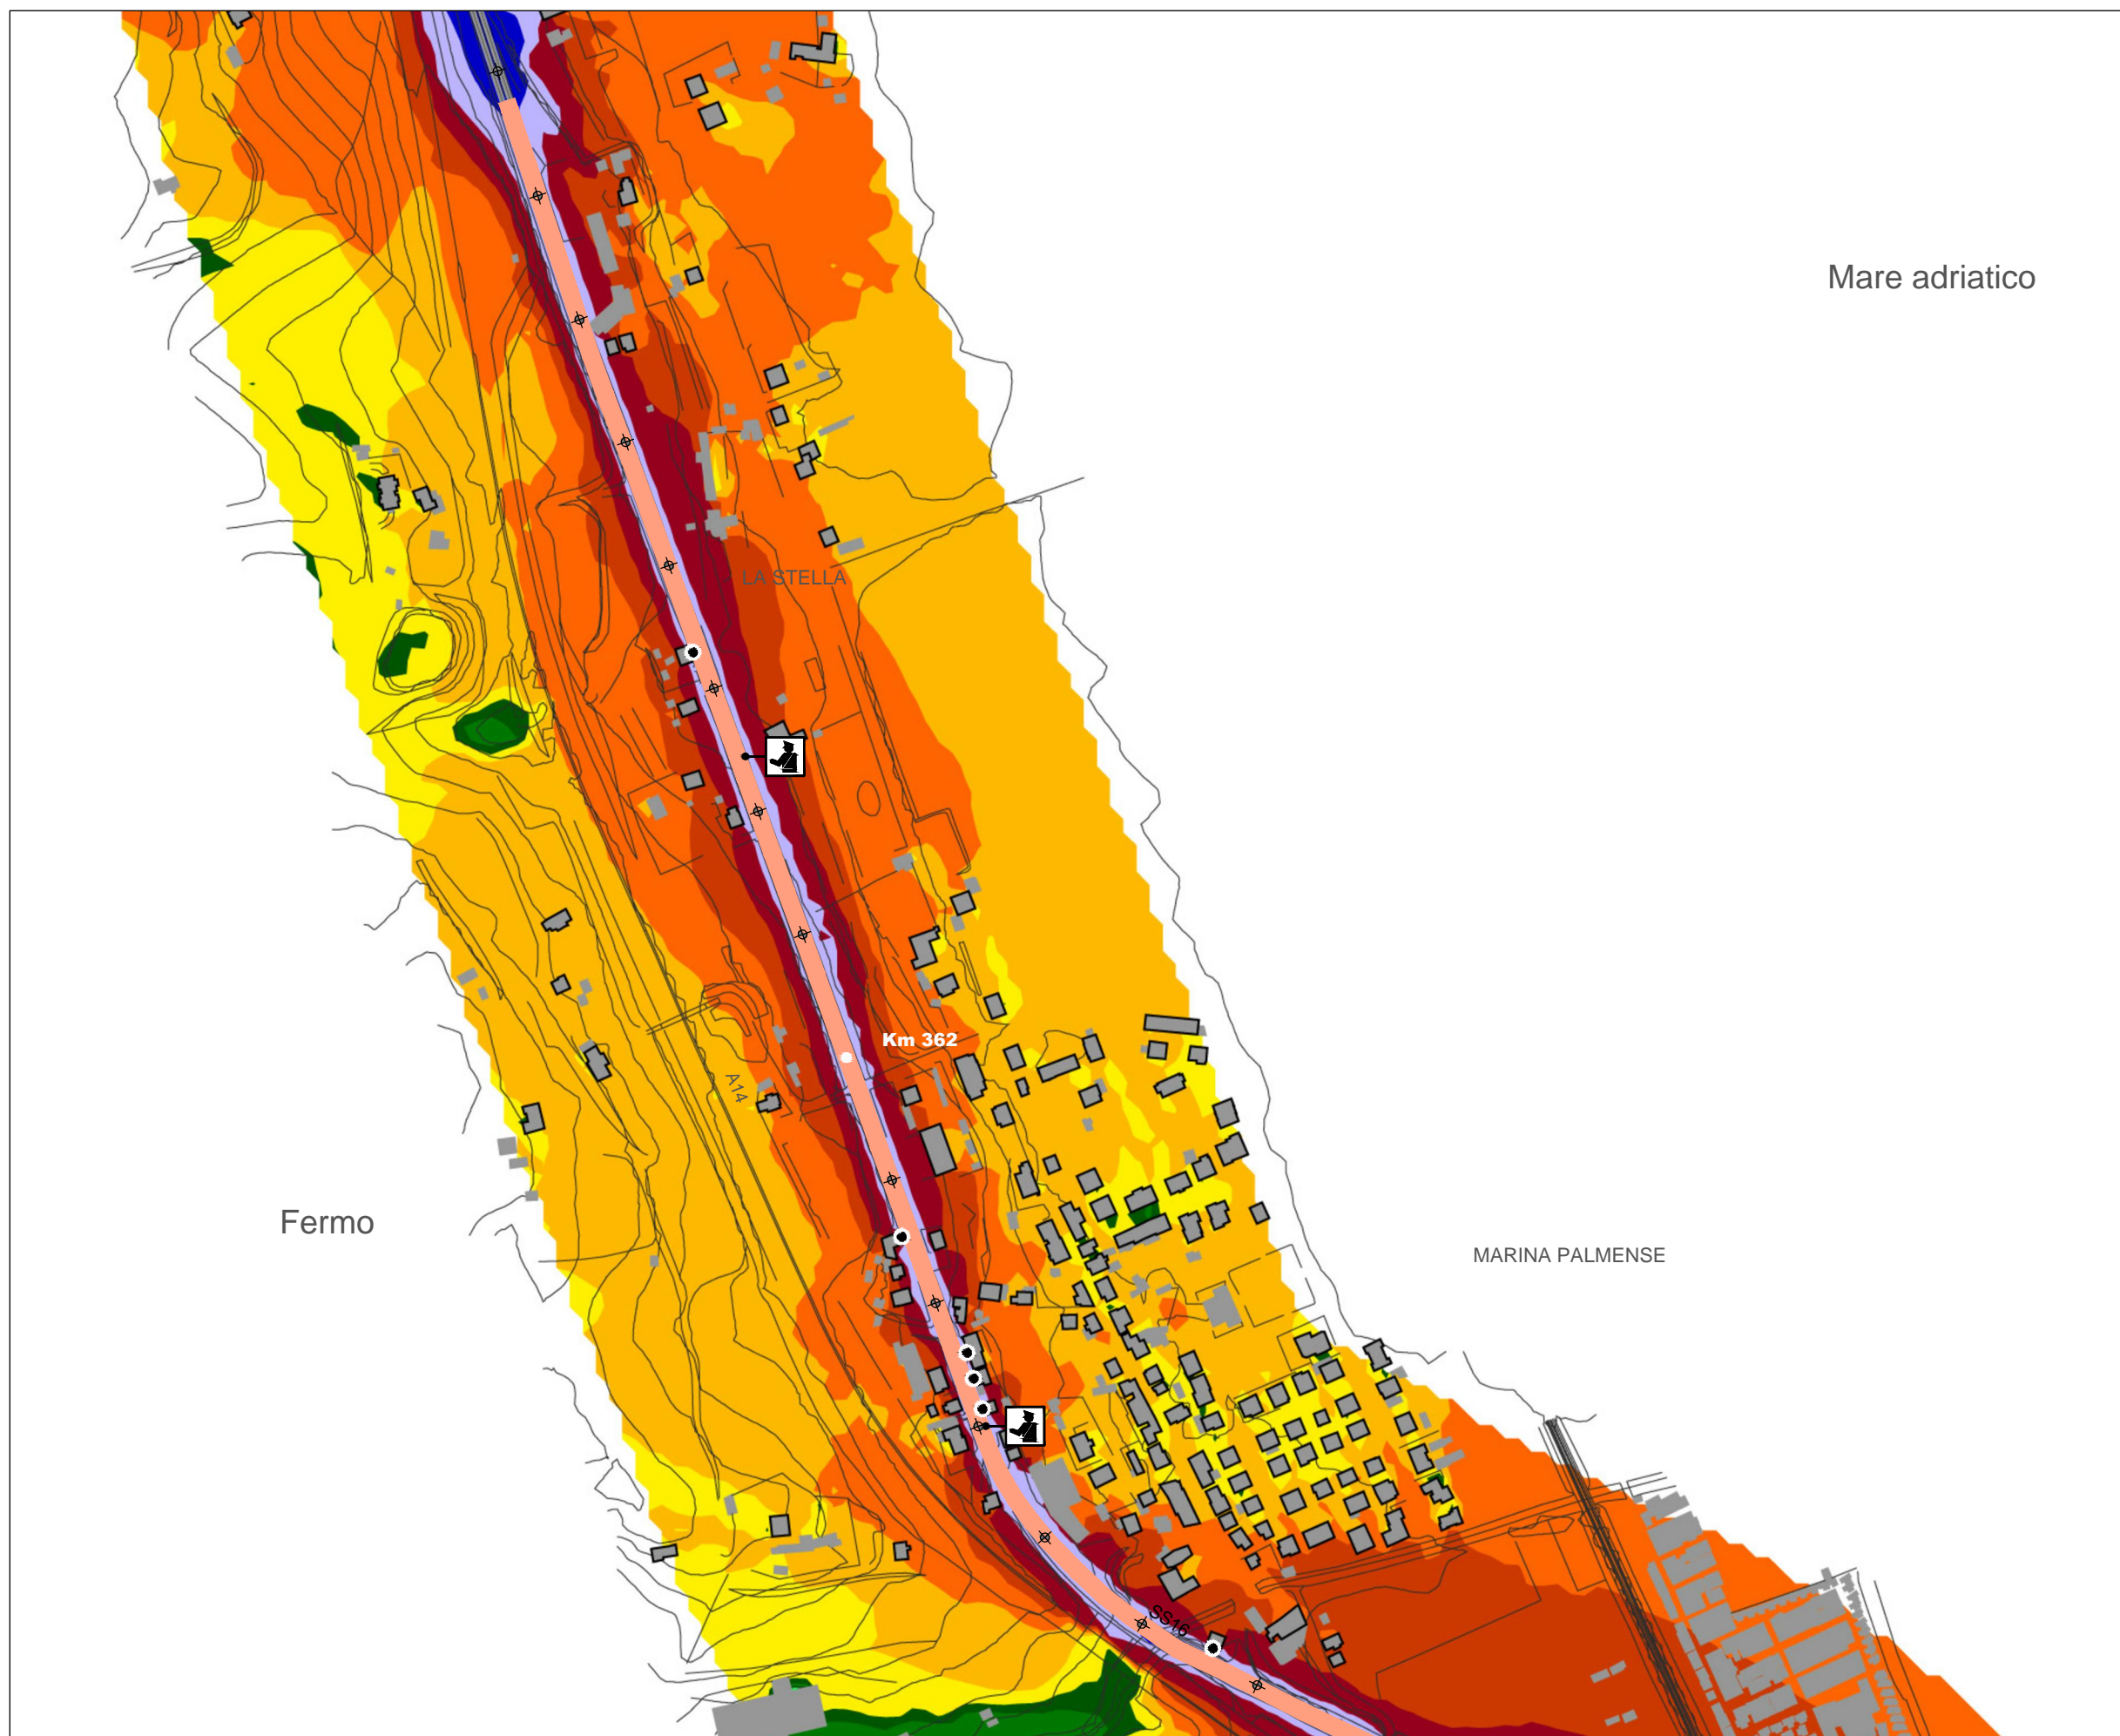 Mare adriatico
LA STELLA
Km 362
A14
Fermo
MARINA PALMENSE
SS16